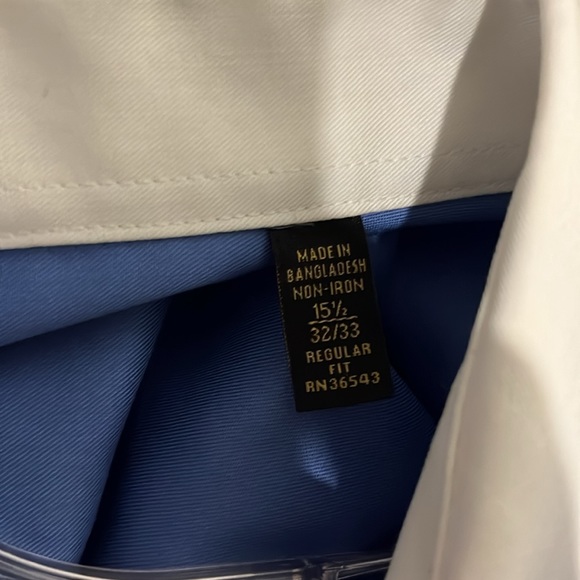 MADE IN
BANGLADESH
NON-IRON
15½
32/33
REGULAR
FIT
RN36543